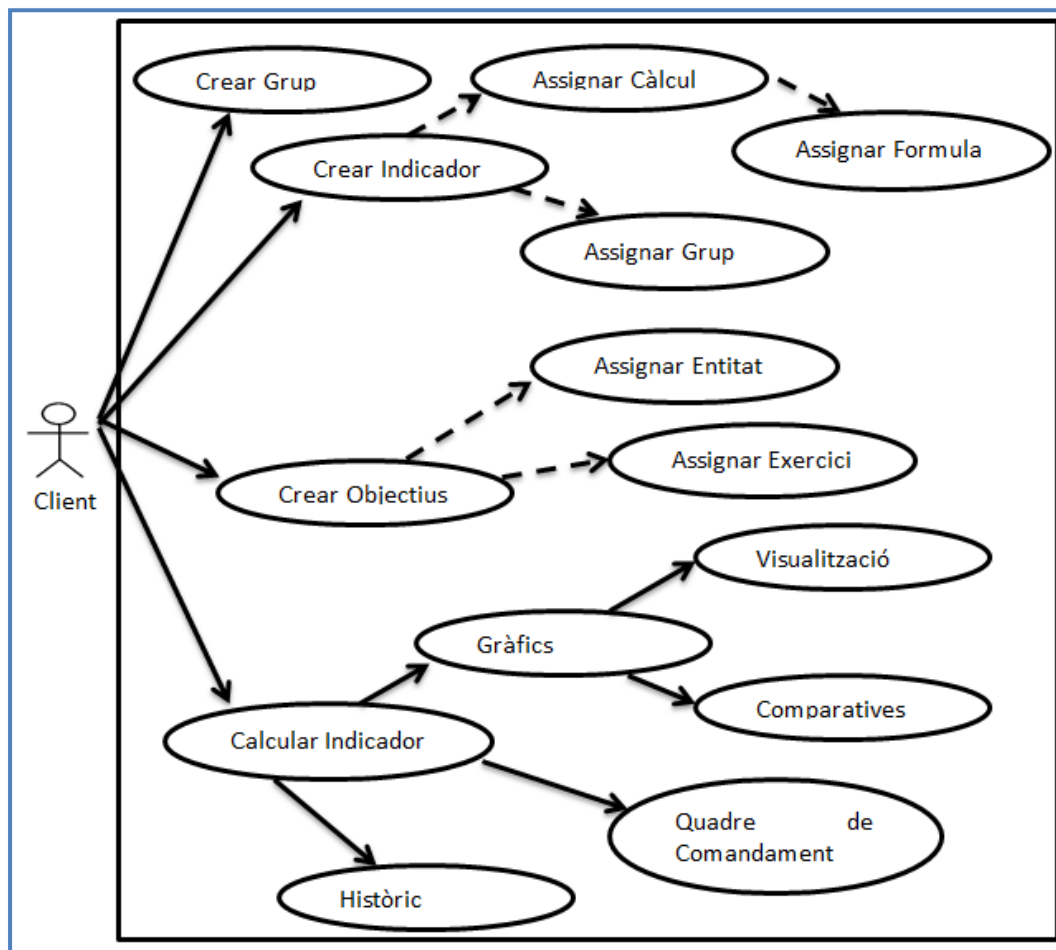 Crear Grup
Assignar Càlcul
Assignar Formula
Crear Indicador
Assignar Grup
Assignar Entitat
Assignar Exercici
Crear Objectius
Client
Visualització
Gràfics
Comparatives
Calcular Indicador
Quadre de
Comandament
Històric